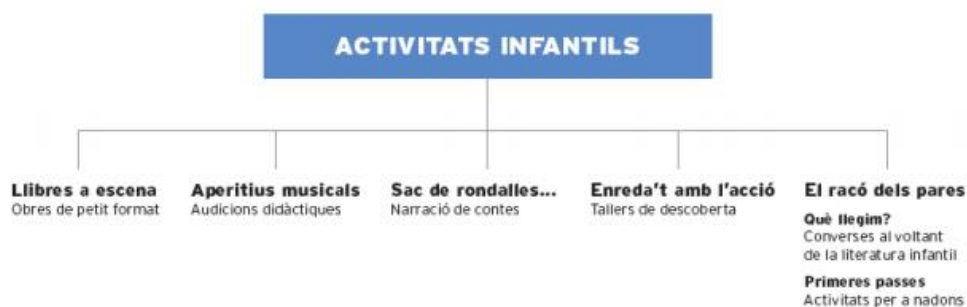 ACTIVITATS INFANTILS
Llibres a escena
Obres de petit format
Aperitius musicals
Audicions didàctiques
Sac de rondalles...
Narració de contes
Enreda't amb l'acció
Tallers de descoberta
El racó dels pares
Què llegim?
Converses al voltant
de la literatura infantil
Primeres passes
Activitats per a nadons